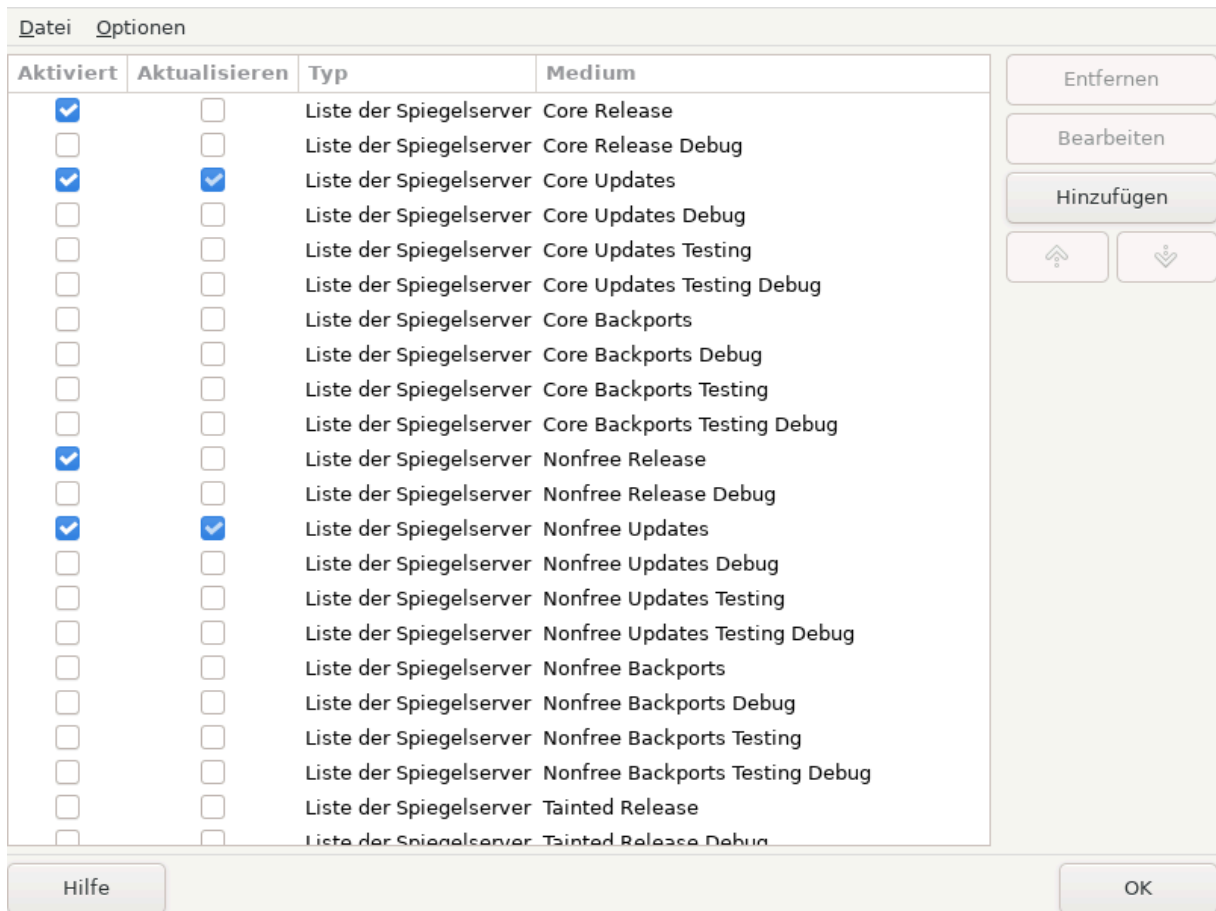 Datei Optionen
Aktiviert Aktualisieren Typ Medium
Liste der Spiegelserver Core Release
Liste der Spiegelserver Core Release Debug
Liste der Spiegelserver Core Updates
Liste der Spiegelserver Core Updates Debug
Liste der Spiegelserver Core Updates Testing
Liste der Spiegelserver Core Updates Testing Debug
Liste der Spiegelserver Core Backports
Liste der Spiegelserver Core Backports Debug
Liste der Spiegelserver Core Backports Testing
Liste der Spiegelserver Core Backports Testing Debug
Liste der Spiegelserver Nonfree Release
Liste der Spiegelserver Nonfree Release Debug
Liste der Spiegelserver Nonfree Updates
Liste der Spiegelserver Nonfree Updates Debug
Liste der Spiegelserver Nonfree Updates Testing
Liste der Spiegelserver Nonfree Updates Testing Debug
Liste der Spiegelserver Nonfree Backports
Liste der Spiegelserver Nonfree Backports Debug
Liste der Spiegelserver Nonfree Backports Testing
Liste der Spiegelserver Nonfree Backports Testing Debug
Liste der Spiegelserver Tainted Release
Liste der Spiegelserver Tainted Release Debug
Entfernen
Bearbeiten
Hinzufügen
Hilfe
OK